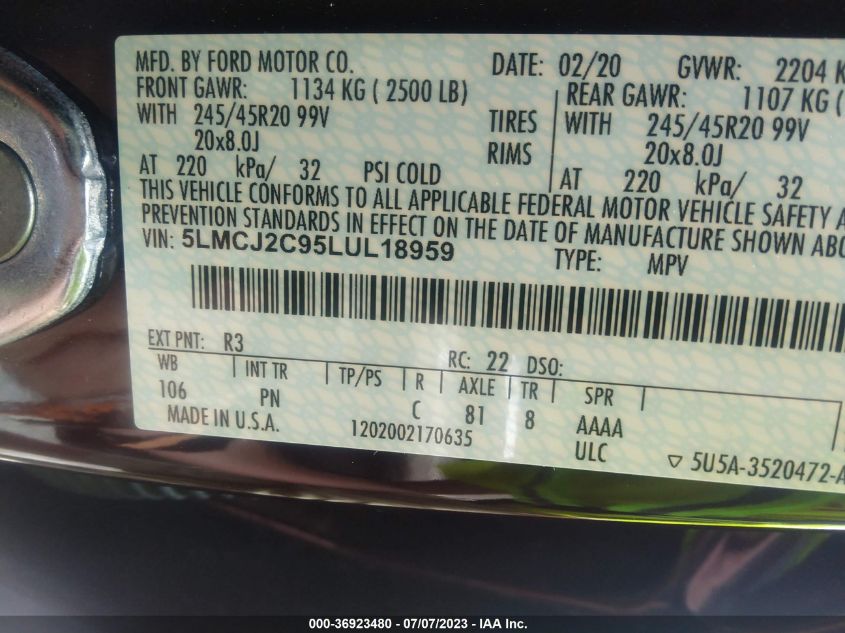 MFD. BY FORD MOTOR CO. DATE: 02/20 GVWR: 2204 K
FRONT GAWR: 1134 KG ( 2500 LB) REAR GAWR: 1107 KG (
WITH 245/45R20 99V TIRES WITH 245/45R20 99V
20x8.0J RIMS 20x8.0J
AT 220 kPa/ 32 PSI COLD AT 220 kPa/ 32
THIS VEHICLE CONFORMS TO ALL APPLICABLE FEDERAL MOTOR VEHICLE SAFETY A
PREVENTION STANDARDS IN EFFECT ON THE DATE OF MANUFACTURE SHOWN ABO
VIN: 5LMCJ2C95LUL18959 TYPE: MPV
EXT PNT: R3 RC: 22 DSO:
WB INT TR TP/PS R AXLE TR SPR
106 PN C 81 8 AAAA
MADE IN U.S.A. 1202002170635 ULC
▽ 5U5A-3520472-A
000-36923480 - 07/07/2023 - IAA Inc.